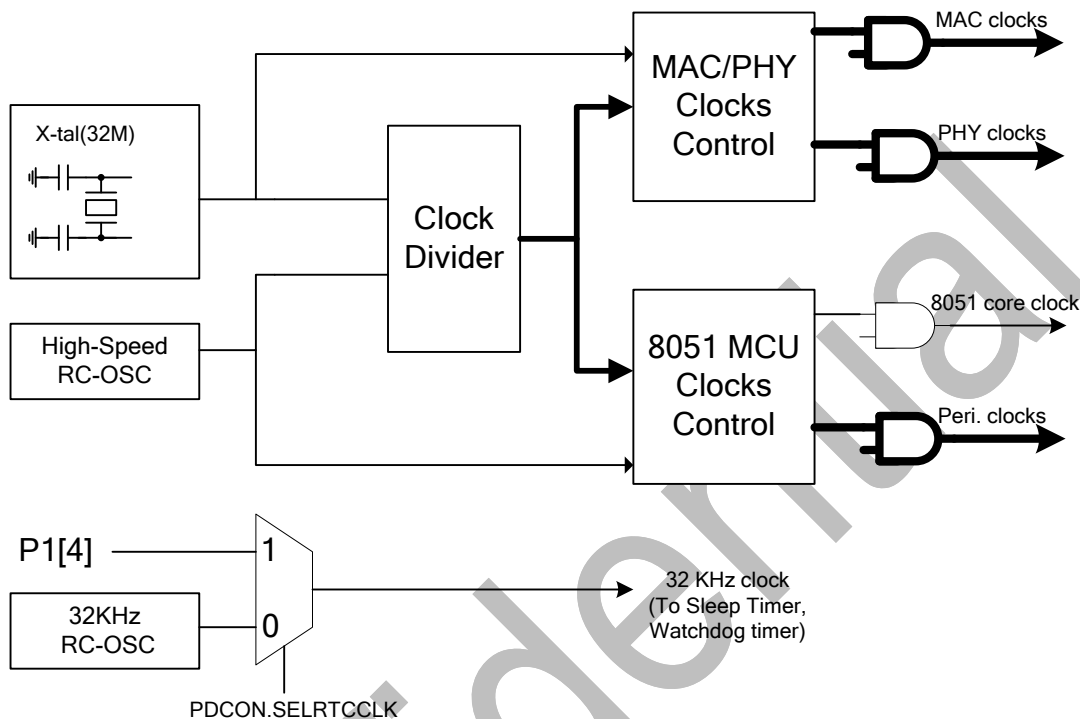 MAC clocks
MAC/PHY
Clocks
Control
X-tal(32M)
PHY clocks
Clock
Divider
8051 core clock
High-Speed
RC-OSC
8051 MCU
Clocks
Control
Peri. clocks
P1[4]
1
32 KHz clock
(To Sleep Timer,
Watchdog timer)
32KHz
RC-OSC
0
PDCON.SELRTCCLK